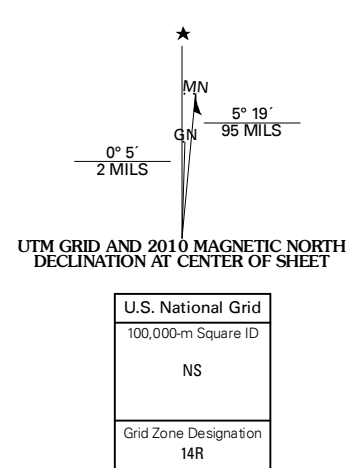 MN
5° 19´
95 MILS
GN
0° 5´
2 MILS
UTM GRID AND 2010 MAGNETIC NORTH
DECLINATION AT CENTER OF SHEET
U.S. National Grid
100,000-m Square ID
NS
Grid Zone Designation
14R